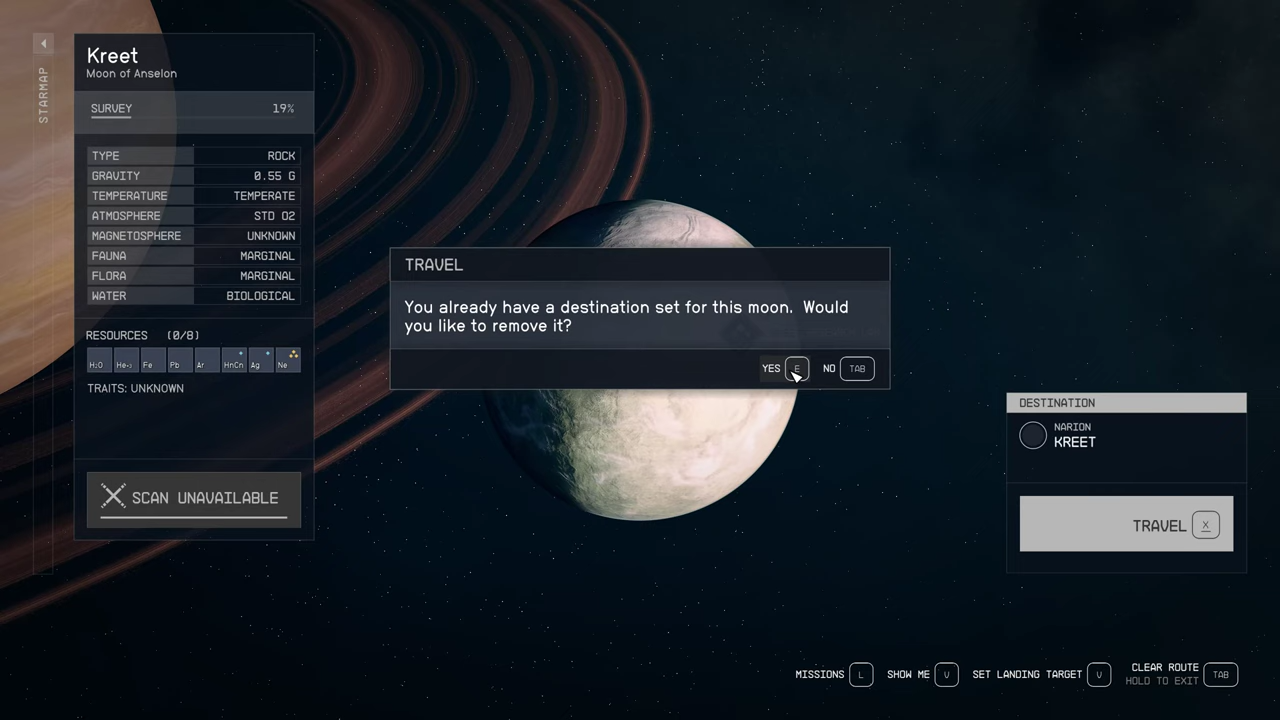 STARMAP
Kreet
Moon of Anselon
SURVEY 19%
TYPE ROCK
GRAVITY 0.55 G
TEMPERATURE TEMPERATE
ATMOSPHERE STD O2
MAGNETOSPHERE UNKNOWN
FAUNA MARGINAL
FLORA MARGINAL
WATER BIOLOGICAL
RESOURCES (0/8)
H2O He-3 Fe Pb Ar HnCn Ag Ne
TRAITS: UNKNOWN
SCAN UNAVAILABLE
TRAVEL
You already have a destination set for this moon. Would
you like to remove it?
YES E NO TAB
DESTINATION
NARION
KREET
TRAVEL X
MISSIONS L SHOW ME V SET LANDING TARGET V CLEAR ROUTE TAB
HOLD TO EXIT